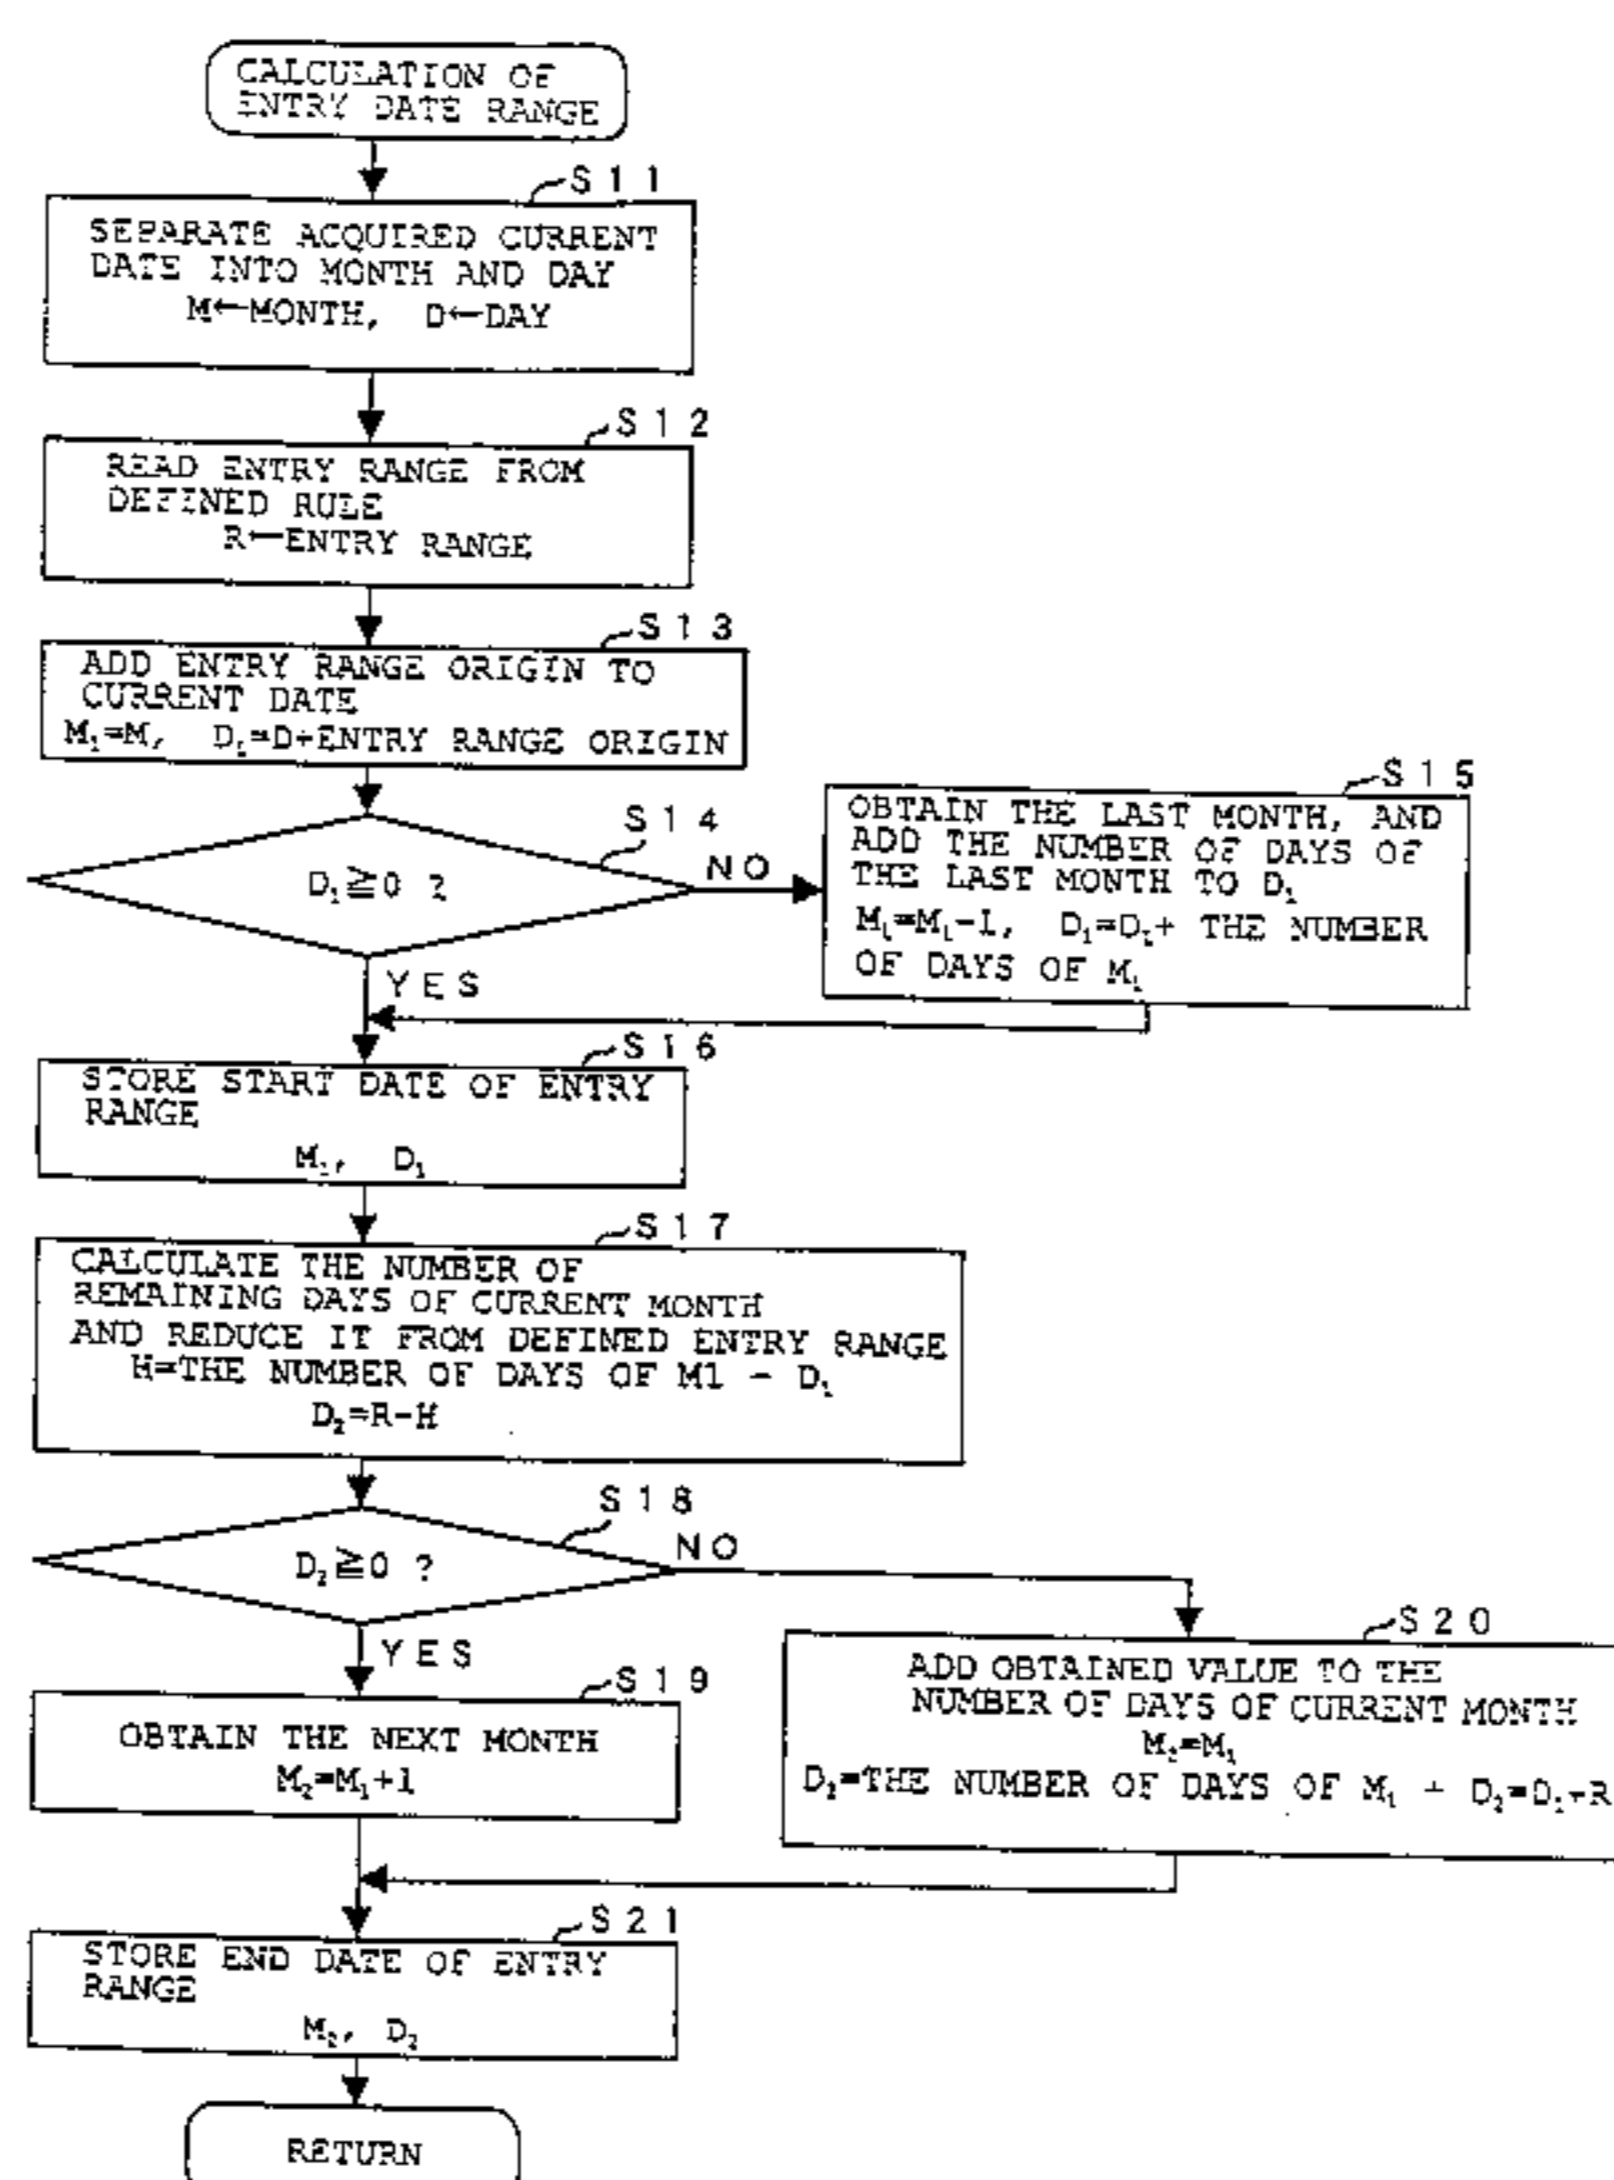 CALCULATION OF
ENTRY DATE RANGE
S11
SEPARATE ACQUIRED CURRENT
DATE INTO MONTH AND DAY
M←MONTH, D←DAY
S12
READ ENTRY RANGE FROM
DEFINED RULE
R←ENTRY RANGE
S13
ADD ENTRY RANGE ORIGIN TO
CURRENT DATE
M₁=M, D₁=D+ENTRY RANGE ORIGIN
S14
D₁≧0 ?
NO
YES
S15
OBTAIN THE LAST MONTH, AND
ADD THE NUMBER OF DAYS OF
THE LAST MONTH TO D₁
M₁=M₁-1, D₁=D₁+ THE NUMBER
OF DAYS OF M₁
S16
STORE START DATE OF ENTRY
RANGE
M₁, D₁
S17
CALCULATE THE NUMBER OF
REMAINING DAYS OF CURRENT MONTH
AND REDUCE IT FROM DEFINED ENTRY RANGE
H=THE NUMBER OF DAYS OF M1 - D₁
D₂=R-H
S18
D₂≧0 ?
NO
YES
S19
OBTAIN THE NEXT MONTH
M₂=M₁+1
S20
ADD OBTAINED VALUE TO THE
NUMBER OF DAYS OF CURRENT MONTH
M₂=M₁
D₂=THE NUMBER OF DAYS OF M₁ + D₂=D₁+R
S21
STORE END DATE OF ENTRY
RANGE
M₂, D₂
RETURN